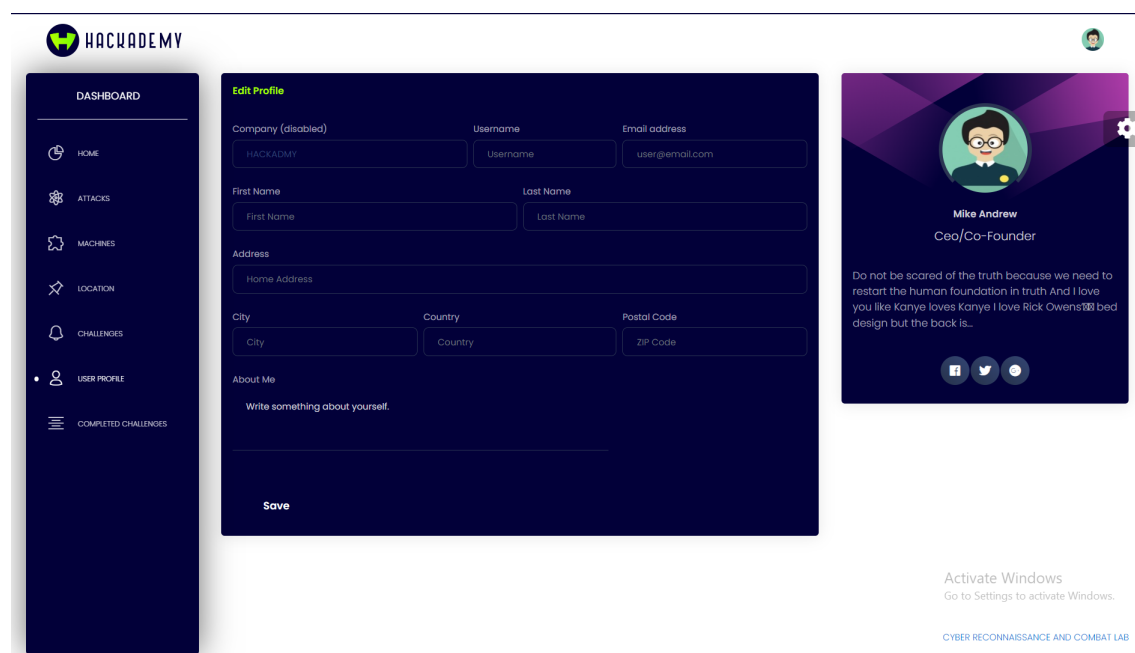 HACKADEMY
DASHBOARD
HOME
ATTACKS
MACHINES
LOCATION
CHALLENGES
USER PROFILE
COMPLETED CHALLENGES
Edit Profile
Company (disabled)
Username
Email address
HACKADMY
Username
user@email.com
First Name
Last Name
First Name
Last Name
Address
Home Address
City
Country
Postal Code
City
Country
ZIP Code
About Me
Write something about yourself.
Save
Mike Andrew
Ceo/Co-Founder
Do not be scared of the truth because we need to
restart the human foundation in truth And I love
you like Kanye loves Kanye I love Rick Owens' bed
design but the back is...
Activate Windows
Go to Settings to activate Windows.
CYBER RECONNAISSANCE AND COMBAT LAB